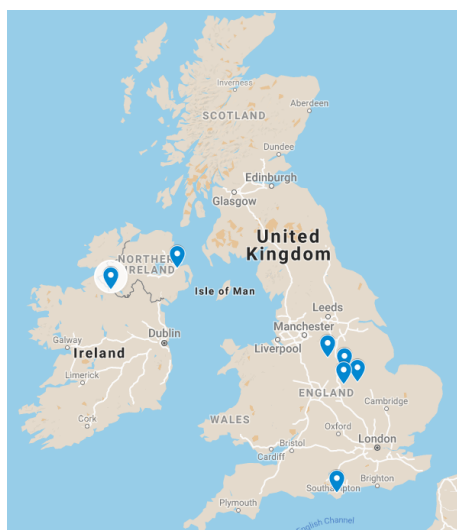 Inverness
Aberdeen
SCOTLAND
Dundee
Edinburgh
Glasgow
United
Kingdom
NORTHERN
IRELAND
Isle of Man
Leeds
Manchester
Dublin
Liverpool
Galway
Ireland
Limerick
ENGLAND
Cambridge
Cork
WALES
Oxford
London
Bristol
Cardiff
Brighton
Southampton
Plymouth
English Channel